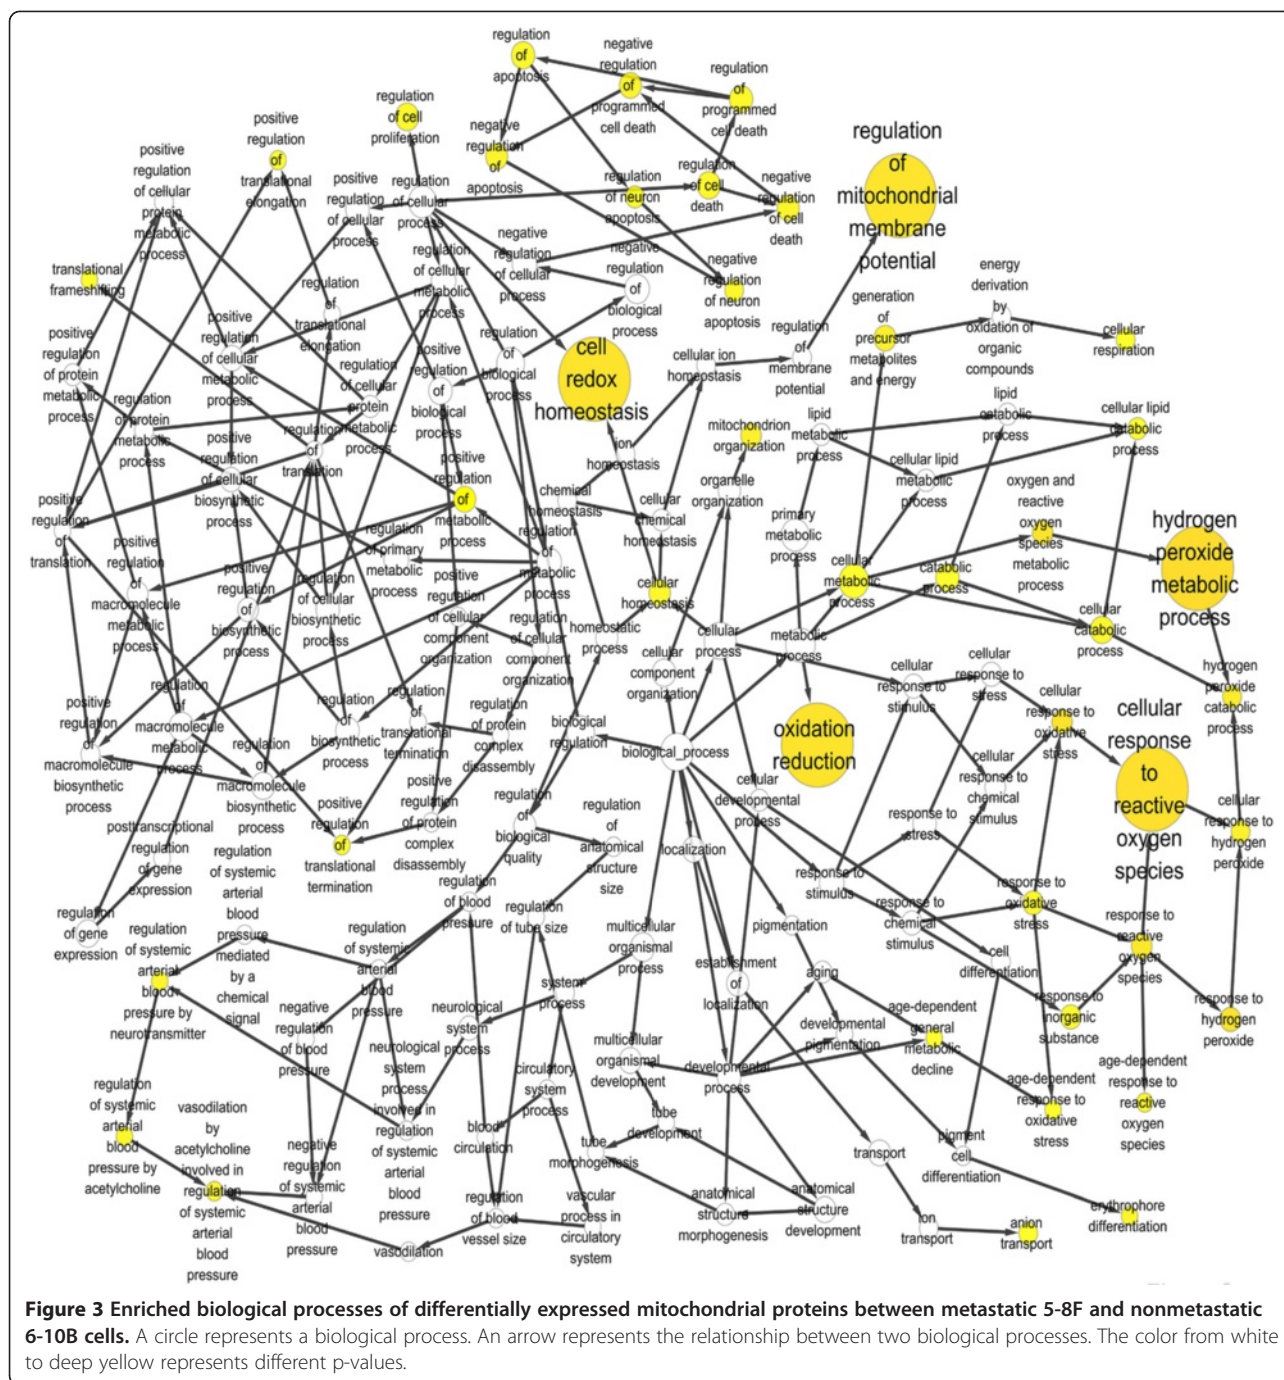 regulation
of
apoptosis
negative
regulation
of
programmed
cell death
regulation
of
programmed
cell death
regulation
of cell
proliferation
negative
regulation
of
apoptosis
regulation
of
mitochondrial
membrane
potential
positive
regulation
of
translational
elongation
positive
regulation
of cellular
protein
metabolic
process
positive
regulation
of cellular
process
regulation
of cellular
process
regulation
of neuron
apoptosis
regulation
of cell
death
negative
regulation
of cell
death
translational
frameshifting
regulation
of
translational
elongation
regulation
of cellular
metabolic
process
negative
regulation
of cellular
process
negative
regulation
of
biological
process
negative
regulation
of neuron
apoptosis
generation
of
precursor
metabolites
and energy
energy
derivation
by
oxidation of
organic
compounds
cellular
respiration
positive
regulation
of protein
metabolic
process
positive
regulation
of cellular
metabolic
process
regulation
of cellular
protein
metabolic
process
positive
regulation
of
biological
process
regulation
of
biological
process
cell
redox
homeostasis
cellular ion
homeostasis
regulation
of
membrane
potential
regulation
of protein
metabolic
process
positive
regulation
of cellular
biosynthetic
process
regulation
of
translation
positive
regulation
of
metabolic
process
ion
homeostasis
mitochondrion
organization
lipid
metabolic
process
lipid
catabolic
process
cellular lipid
catabolic
process
positive
regulation
of
translation
chemical
homeostasis
cellular
chemical
homeostasis
organelle
organization
primary
metabolic
process
cellular lipid
metabolic
process
oxygen and
reactive
oxygen
species
metabolic
process
hydrogen
peroxide
metabolic
process
positive
regulation
of
macromolecule
metabolic
process
positive
regulation
of
biosynthetic
process
regulation
of cellular
biosynthetic
process
regulation
of primary
metabolic
process
positive
regulation
of cellular
component
organization
regulation
of
metabolic
process
regulation
of cellular
component
organization
homeostatic
process
cellular
homeostasis
cellular
component
organization
cellular
process
metabolic
process
cellular
metabolic
process
catabolic
process
cellular
catabolic
process
positive
regulation
of
macromolecule
biosynthetic
process
regulation
of
macromolecule
metabolic
process
regulation
of
macromolecule
biosynthetic
process
regulation
of
biosynthetic
process
regulation
of
translational
termination
regulation
of protein
complex
disassembly
biological
regulation
biological_process
oxidation
reduction
cellular
response to
stimulus
cellular
response to
stress
cellular
response to
oxidative
stress
cellular
response
to
reactive
oxygen
species
hydrogen
peroxide
catabolic
process
posttranscriptional
regulation
of gene
expression
positive
regulation
of
translational
termination
positive
regulation
of protein
complex
disassembly
regulation
of
biological
quality
regulation
of
anatomical
structure
size
localization
cellular
developmental
process
response to
stress
cellular
response to
chemical
stimulus
cellular
response to
hydrogen
peroxide
regulation
of gene
expression
regulation
of systemic
arterial
blood
pressure
mediated
by a
chemical
signal
regulation
of blood
pressure
regulation
of tube size
multicellular
organismal
process
pigmentation
response to
stimulus
response to
chemical
stimulus
response to
oxidative
stress
response to
reactive
oxygen
species
regulation
of systemic
arterial
blood
pressure by
neurotransmitter
regulation
of systemic
arterial
blood
pressure
system
process
establishment
of
localization
aging
cell
differentiation
response to
inorganic
substance
response to
hydrogen
peroxide
negative
regulation
of blood
pressure
neurological
system
process
multicellular
organismal
development
developmental
process
developmental
pigmentation
age-dependent
general
metabolic
decline
regulation
of systemic
arterial
blood
pressure by
acetylcholine
vasodilation
by
acetylcholine
involved in
regulation
of systemic
arterial
blood
pressure
negative
regulation
of systemic
arterial
blood
pressure
neurological
system
process
involved in
regulation
of systemic
arterial
blood
pressure
circulatory
system
process
blood
circulation
tube
morphogenesis
tube
development
age-dependent
response to
oxidative
stress
age-dependent
response to
reactive
oxygen
species
vasodilation
regulation
of blood
vessel size
vascular
process in
circulatory
system
anatomical
structure
morphogenesis
anatomical
structure
development
transport
pigment
cell
differentiation
ion
transport
anion
transport
erythrophore
differentiation
Figure 3 Enriched biological processes of differentially expressed mitochondrial proteins between metastatic 5-8F and nonmetastatic
6-10B cells. A circle represents a biological process. An arrow represents the relationship between two biological processes. The color from white
to deep yellow represents different p-values.